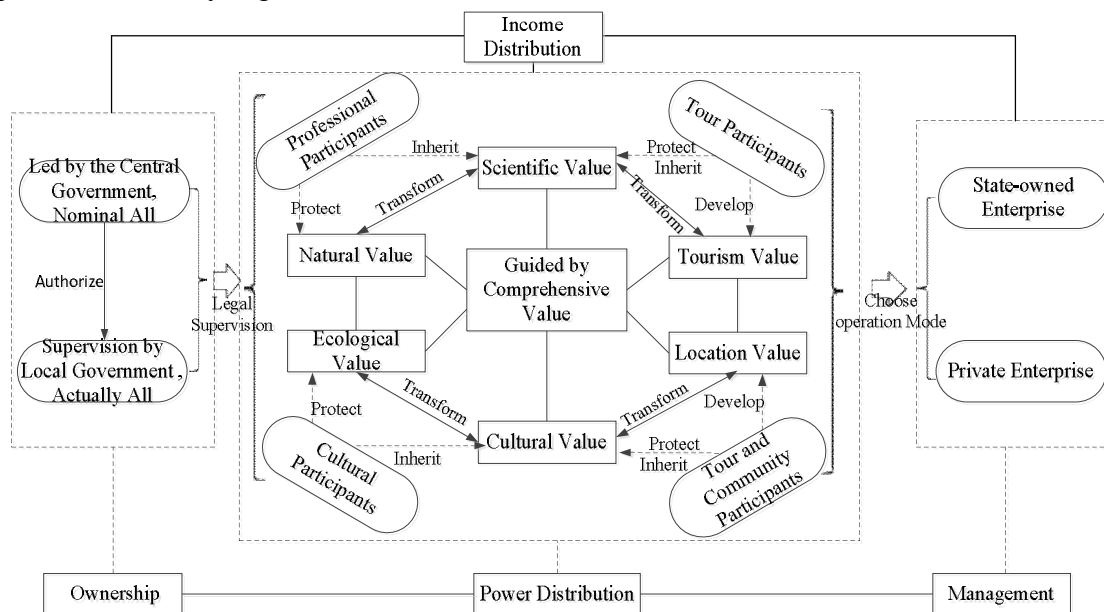 Income
Distribution
Professional
Participants
Tour Participants
Inherit
Protect
Inherit
Scientific Value
Led by the Central
Government,
Nominal All
State-owned
Enterprise
Protect
Transform
Transform
Develop
Natural Value
Tourism Value
Guided by
Comprehensive
Value
Authorize
Legal
Supervision
Choose
operation Mode
Ecological
Value
Location Value
Supervision by
Local Government ,
Actually All
Private Enterprise
Protect
Transform
Transform
Develop
Cultural Value
Cultural
Participants
Inherit
Protect
Inherit
Tour and
Community
Participants
Ownership
Power Distribution
Management